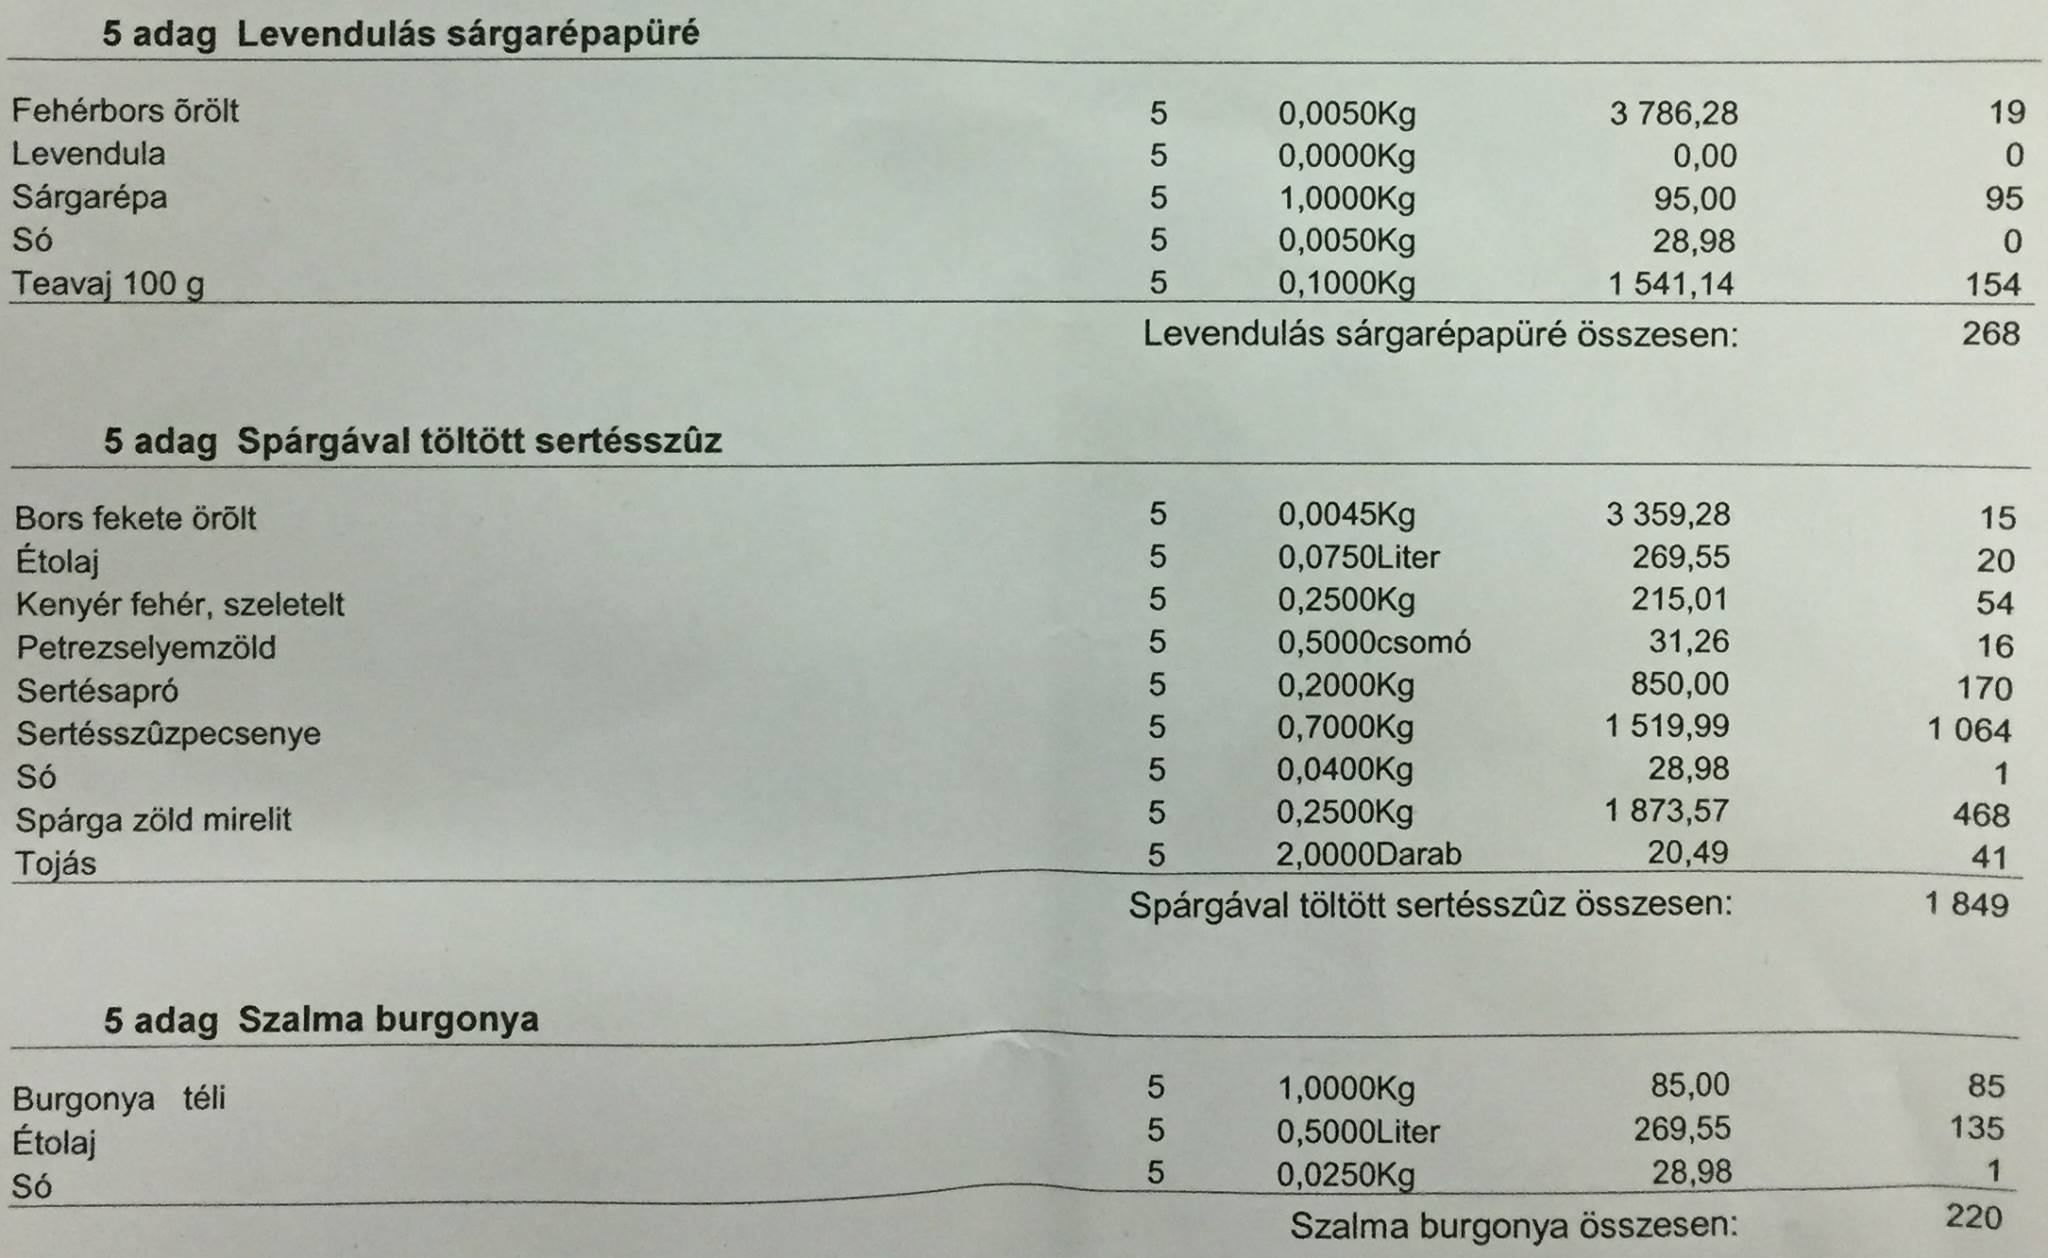 5 adag Levendulás sárgarépapüré
Fehérbors õrölt 5 0,0050Kg 3 786,28 19
Levendula 5 0,0000Kg 0,00 0
Sárgarépa 5 1,0000Kg 95,00 95
Só 5 0,0050Kg 28,98 0
Teavaj 100 g 5 0,1000Kg 1 541,14 154
Levendulás sárgarépapüré összesen: 268
5 adag Spárgával töltött sertésszûz
Bors fekete örõlt 5 0,0045Kg 3 359,28 15
Étolaj 5 0,0750Liter 269,55 20
Kenyér fehér, szeletelt 5 0,2500Kg 215,01 54
Petrezselyemzöld 5 0,5000csomó 31,26 16
Sertésapró 5 0,2000Kg 850,00 170
Sertésszûzpecsenye 5 0,7000Kg 1 519,99 1 064
Só 5 0,0400Kg 28,98 1
Spárga zöld mirelit 5 0,2500Kg 1 873,57 468
Tojás 5 2,0000Darab 20,49 41
Spárgával töltött sertésszûz összesen: 1 849
5 adag Szalma burgonya
Burgonya téli 5 1,0000Kg 85,00 85
Étolaj 5 0,5000Liter 269,55 135
Só 5 0,0250Kg 28,98 1
Szalma burgonya összesen: 220